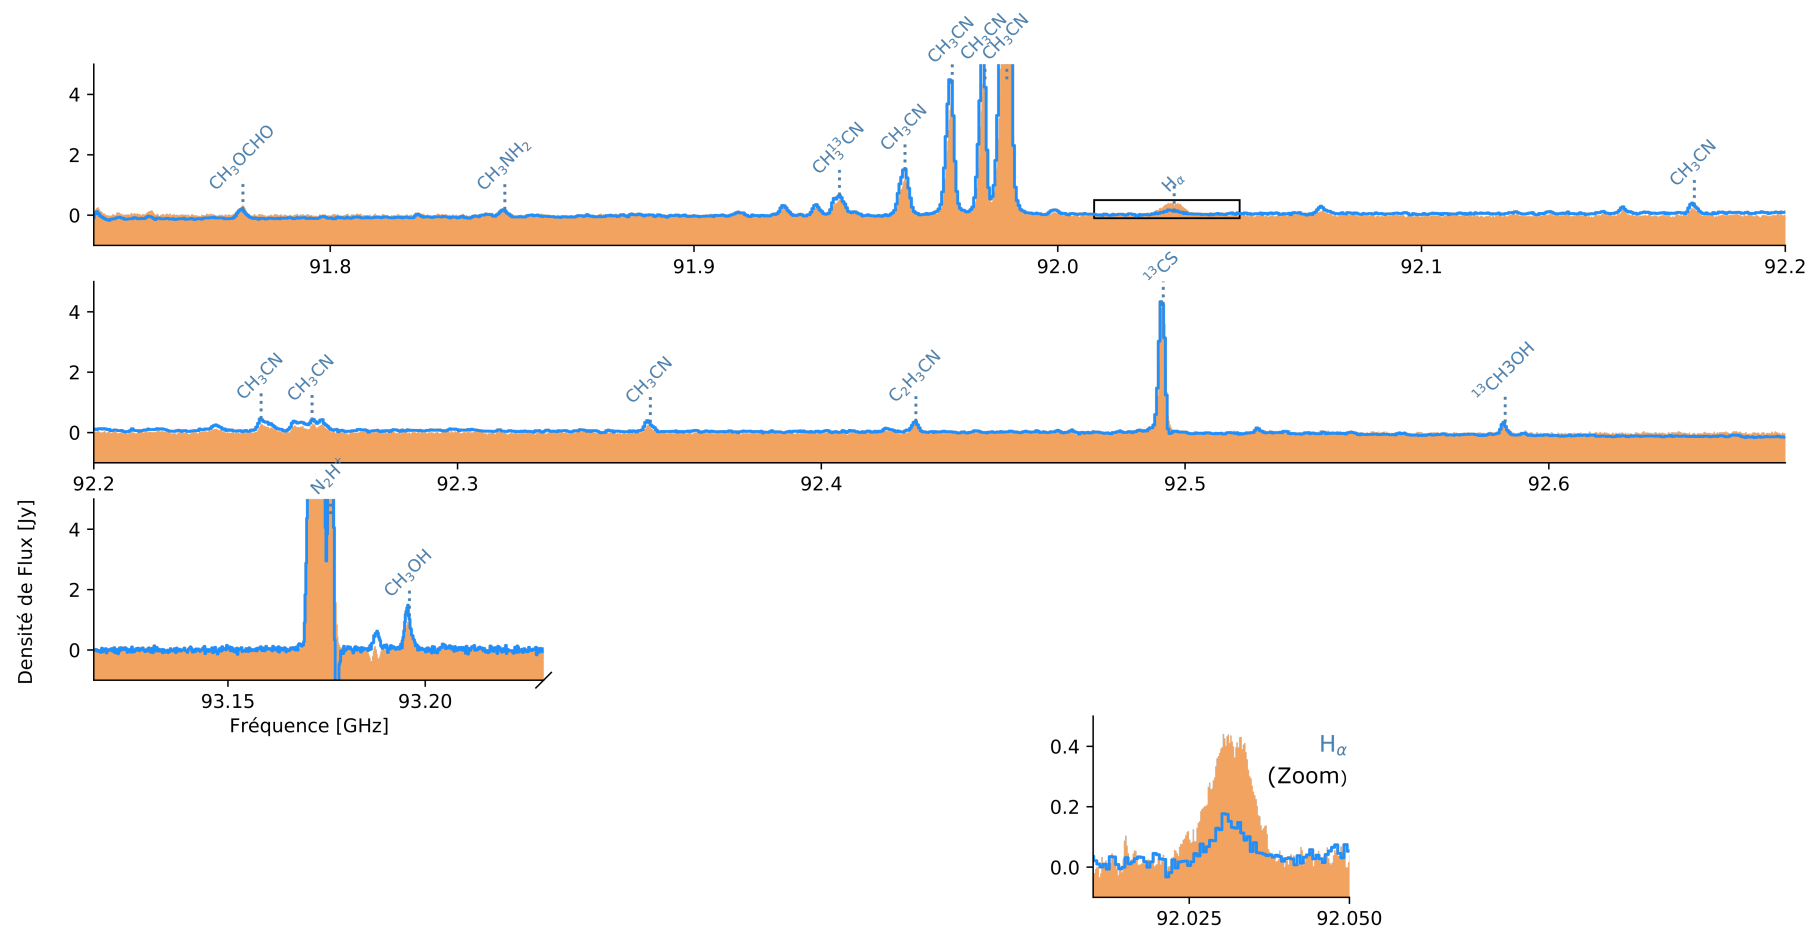 CH₃CN CH₃CN CH₃CN
CH₃OCHO CH₃NH₂ CH₃¹³CN CH₃CN H_α CH₃CN
4
2
0
91.8 91.9 92.0 92.1 92.2
¹³CS
CH₃CN CH₃CN CH₃CN C₂H₃CN ¹³CH3OH
4
2
0
92.2 92.3 92.4 92.5 92.6
N₂H⁺
CH₃OH
4
2
0
Densité de Flux [Jy]
93.15 93.20
Fréquence [GHz]
H_α
(Zoom)
0.4
0.2
0.0
92.025 92.050